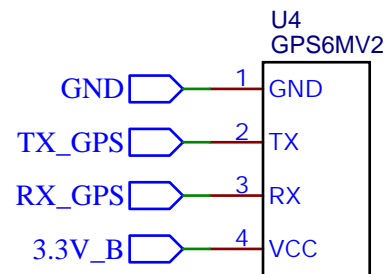 U4
GPS6MV2
GND 1 GND
TX_GPS 2 TX
RX_GPS 3 RX
3.3V_B 4 VCC